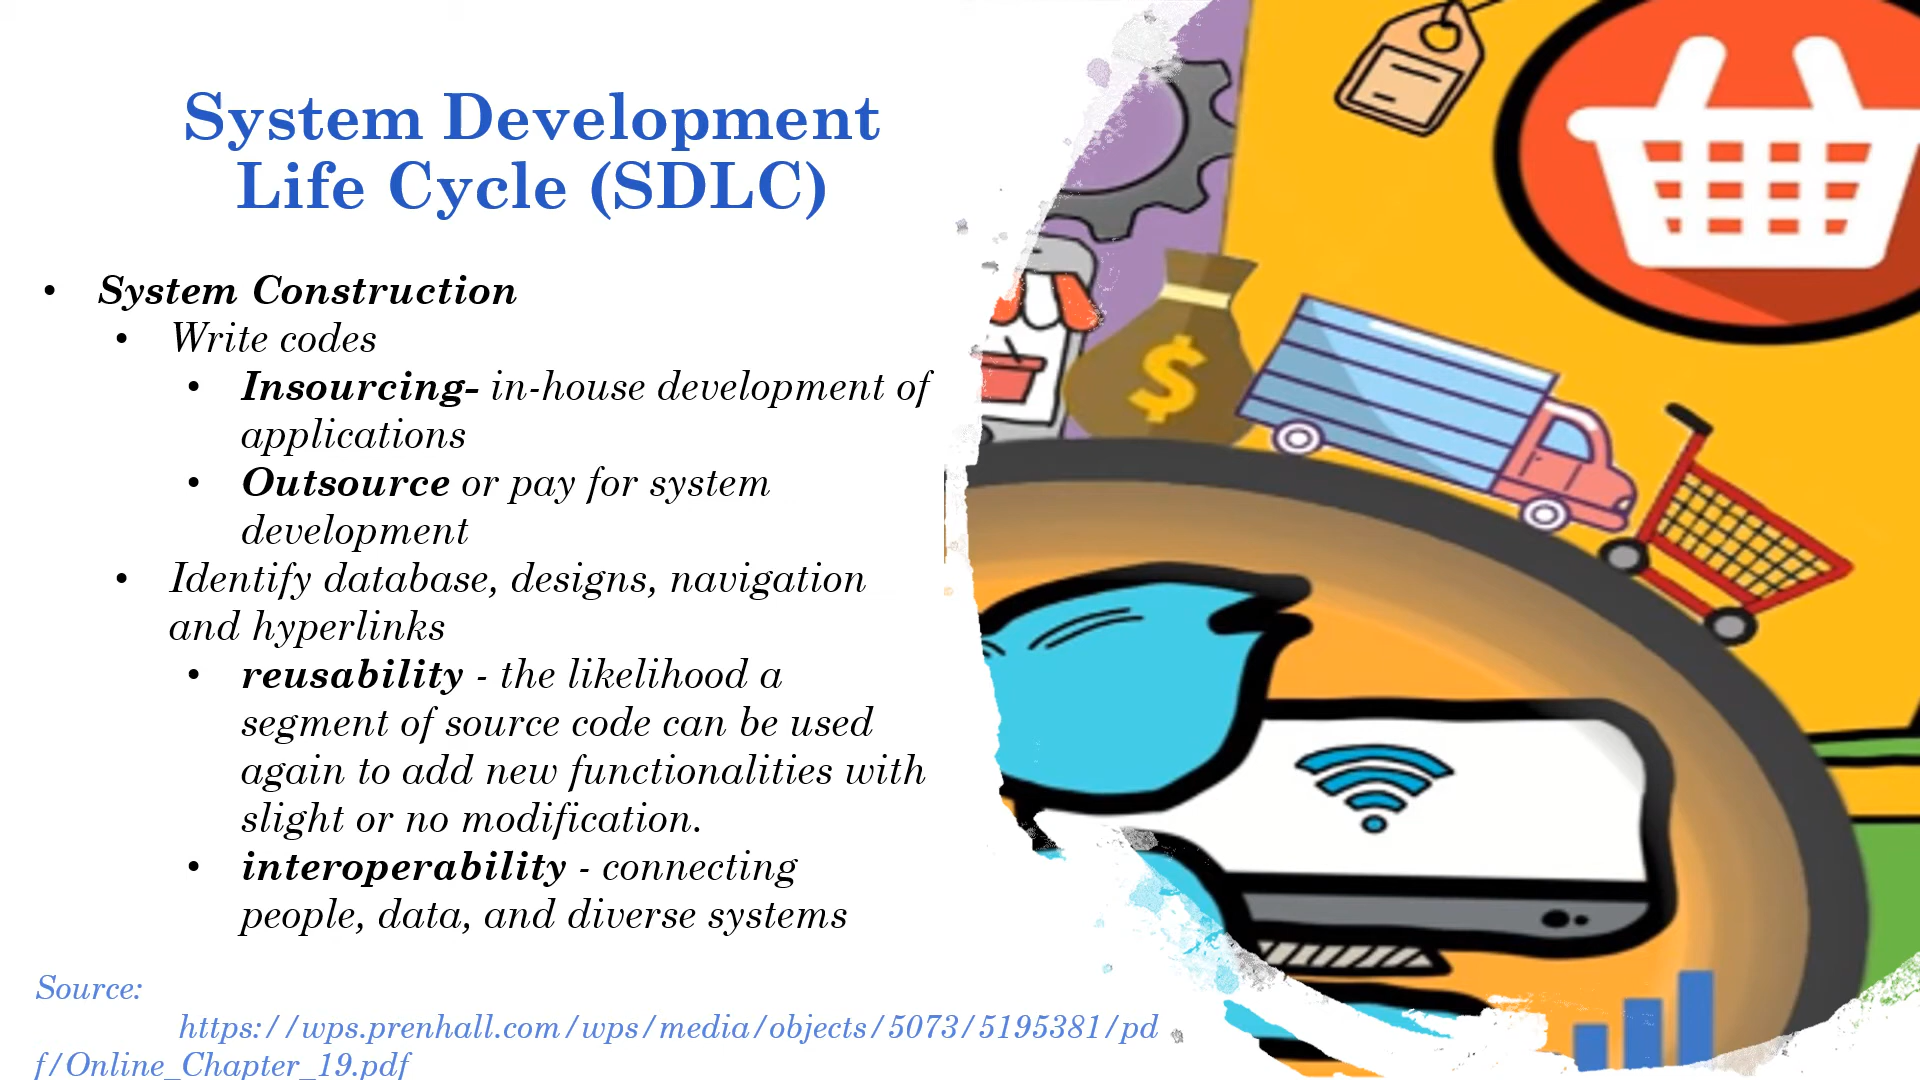 System Development
Life Cycle (SDLC)
• System Construction
• Write codes
• Insourcing- in-house development of
applications
• Outsource or pay for system
development
• Identify database, designs, navigation
and hyperlinks
• reusability - the likelihood a
segment of source code can be used
again to add new functionalities with
slight or no modification.
• interoperability - connecting
people, data, and diverse systems
Source:
https://wps.prenhall.com/wps/media/objects/5073/5195381/pd
f/Online_Chapter_19.pdf
$